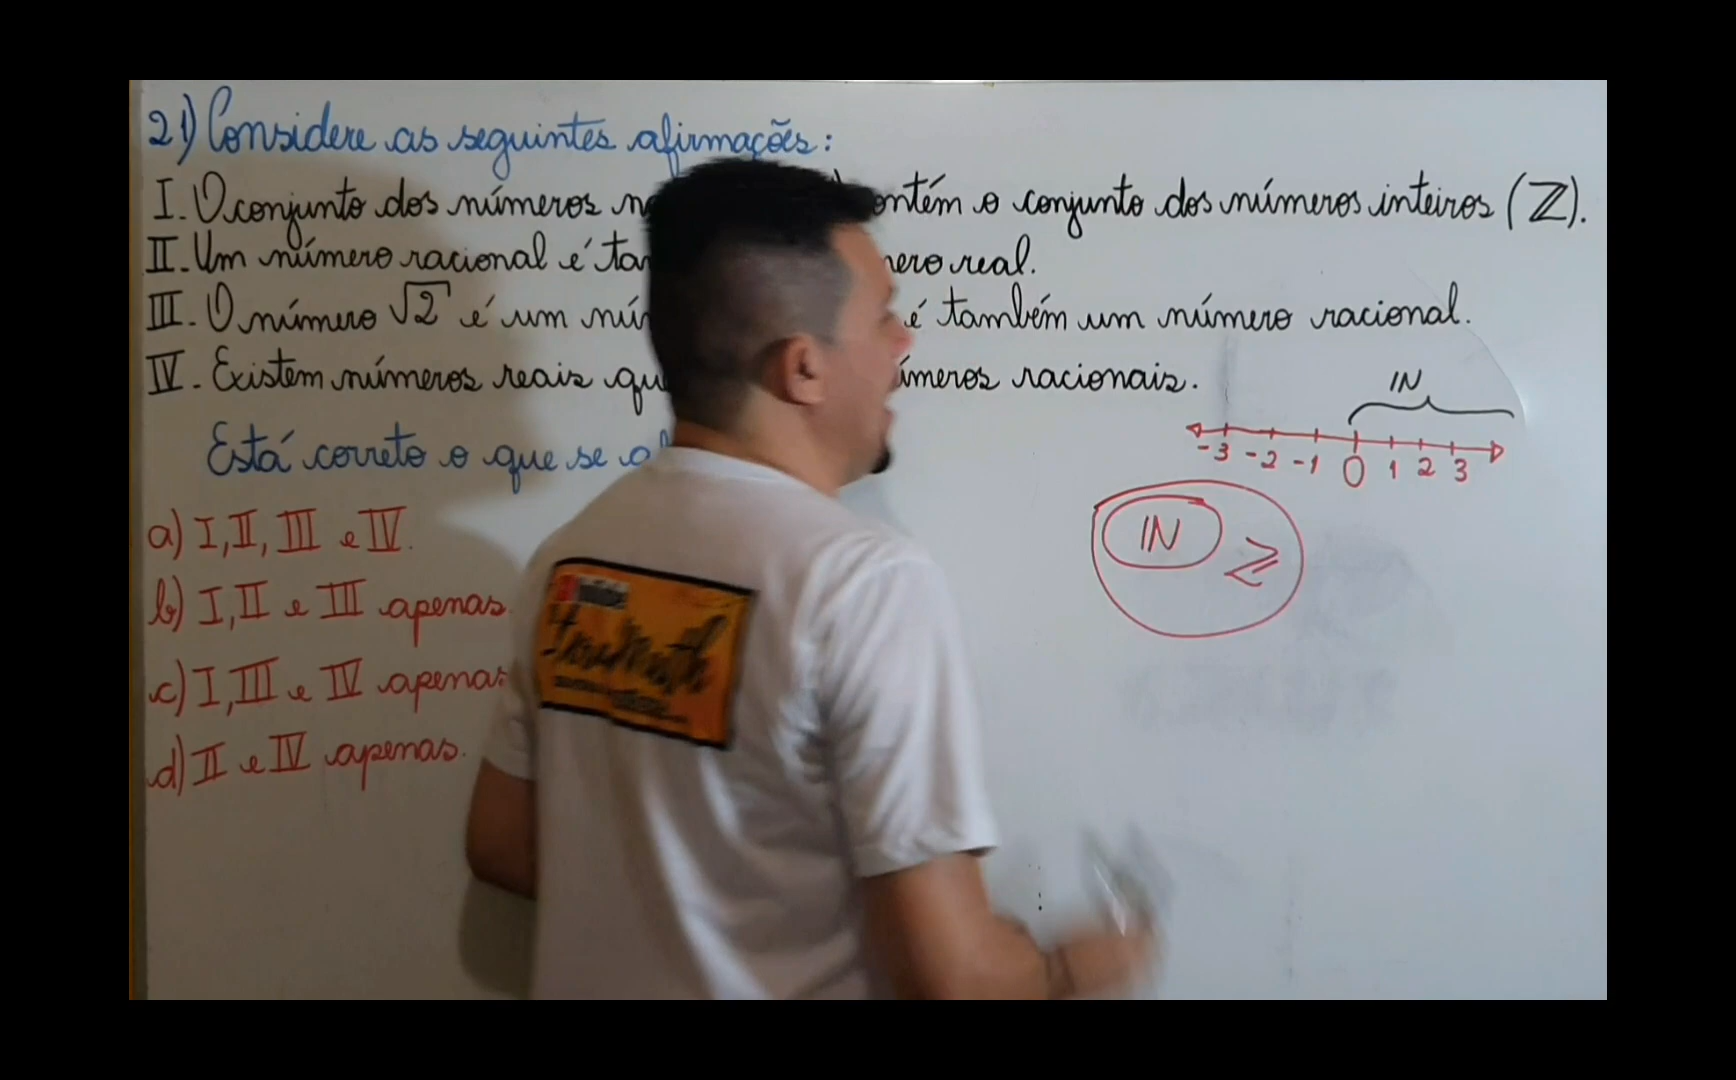 21) Considere as seguintes afirmações:
I. O conjunto dos números contém o conjunto dos números inteiros (ℤ).
II. Um número racional é real.
III. O número √2 é um é também um número racional.
IV. Existem números reais racionais.
IN
-3 -2 -1 0 1 2 3
Está correto o que se
IN ℤ
a) I, II, III e IV.
b) I, II e III apenas.
c) I, III e IV apenas
d) II e IV apenas.